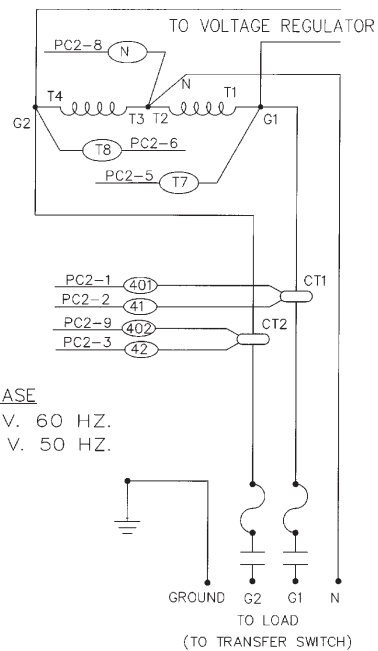 TO VOLTAGE REGULATOR
PC2-8 N
N
T4 T1
T3 T2
G2 G1
T8 PC2-6
PC2-5 T7
PC2-1 401 CT1
PC2-2 41
PC2-9 402 CT2
PC2-3 42
ASE
V. 60 HZ.
V. 50 HZ.
GROUND G2 G1 N
TO LOAD
(TO TRANSFER SWITCH)